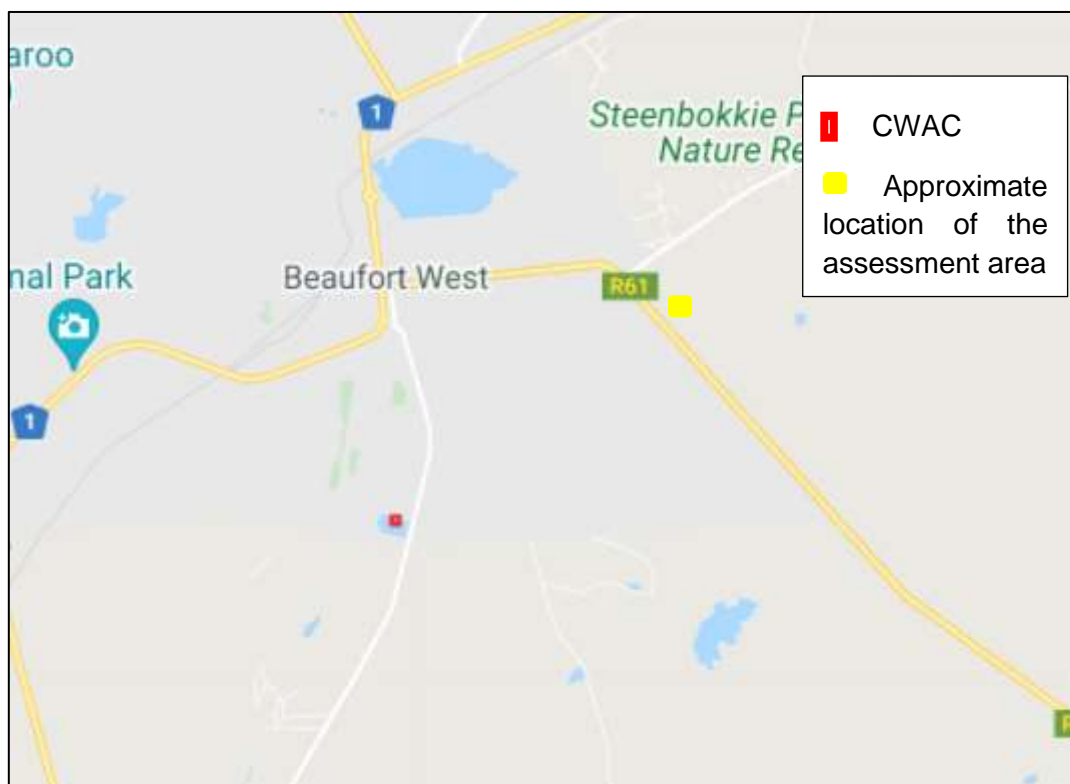 aroo
1
Steenbokkie P
Nature Re
CWAC
Approximate
location of the
assessment area
nal Park
Beaufort West
R61
1
R